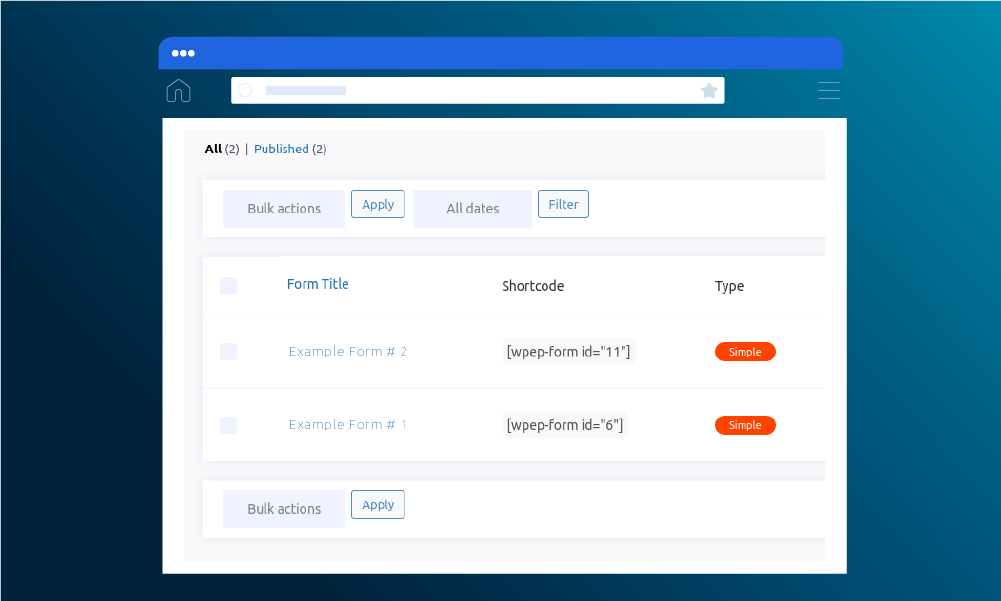 All (2) | Published (2)
Bulk actions Apply All dates Filter
Form Title Shortcode Type
Example Form # 2 [wpep-form id="11"] Simple
Example Form # 1 [wpep-form id="6"] Simple
Bulk actions Apply